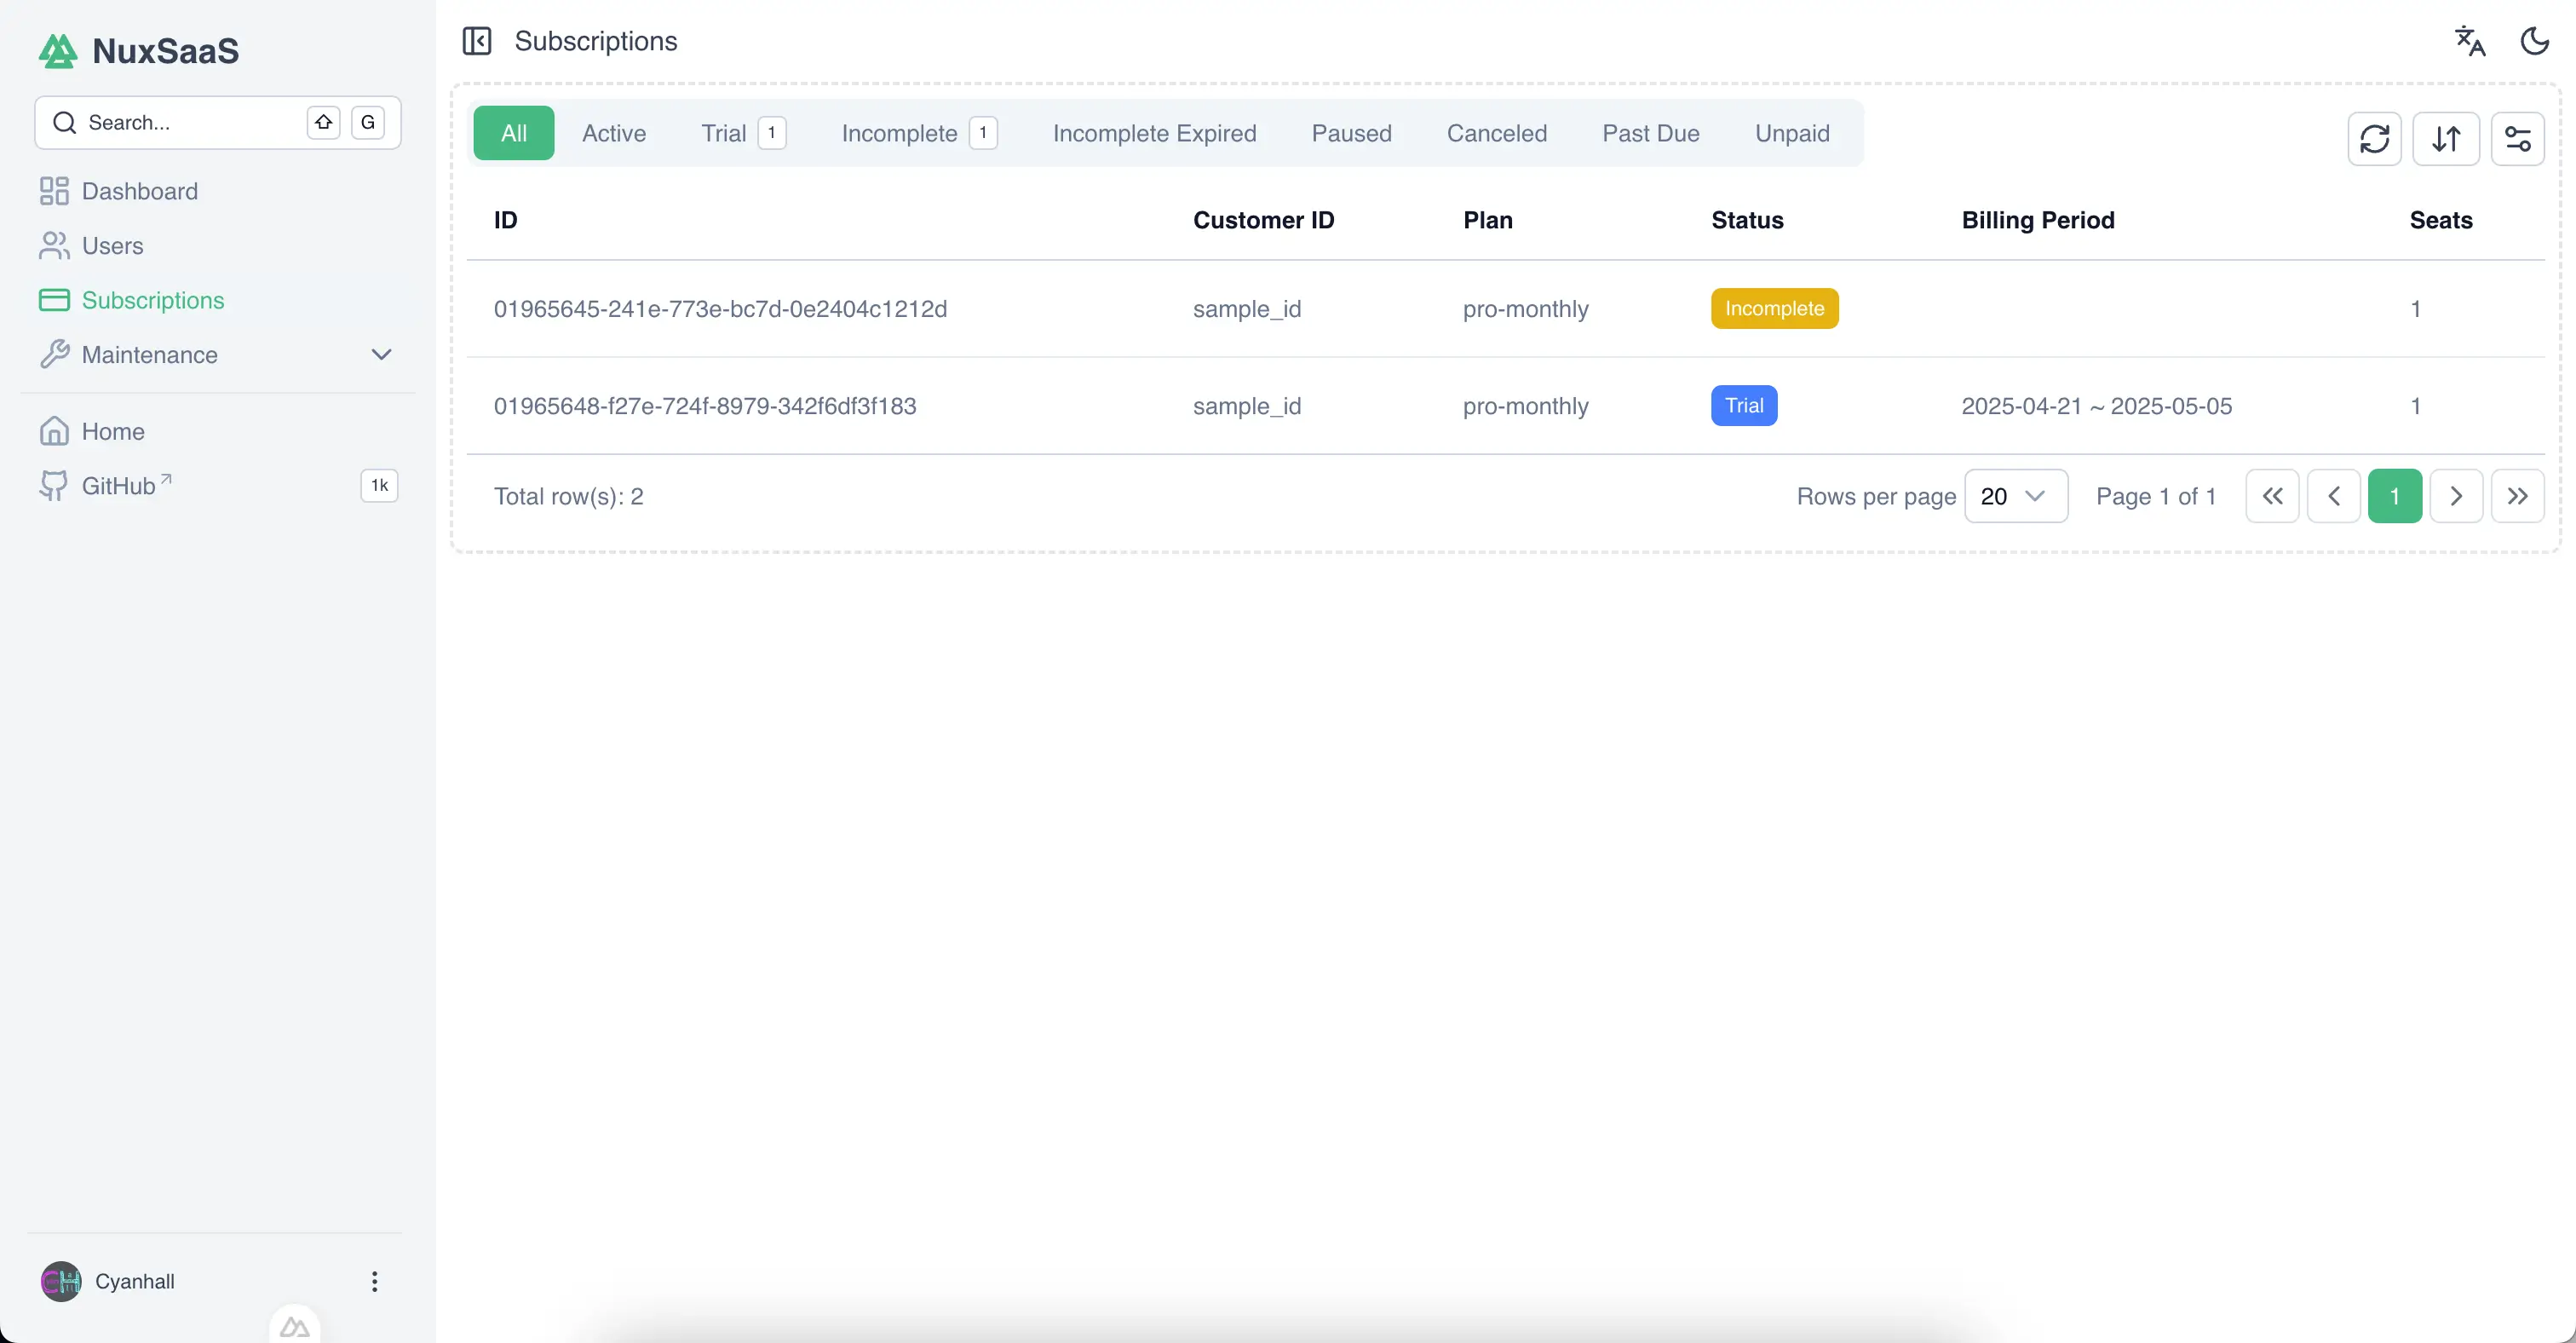 NuxSaaS
Search... G
Dashboard
Users
Subscriptions
Maintenance
Home
GitHub 1k
Cyanhall
Subscriptions
All Active Trial 1 Incomplete 1 Incomplete Expired Paused Canceled Past Due Unpaid
ID Customer ID Plan Status Billing Period Seats
01965645-241e-773e-bc7d-0e2404c1212d sample_id pro-monthly Incomplete 1
01965648-f27e-724f-8979-342f6df3f183 sample_id pro-monthly Trial 2025-04-21 ~ 2025-05-05 1
Total row(s): 2 Rows per page 20 Page 1 of 1 1